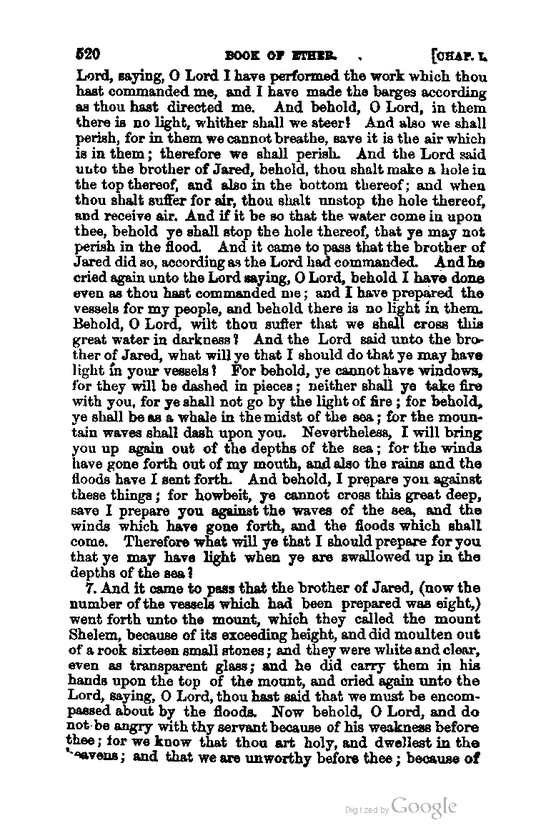 520 BOOK OF ETHER. [CHAP. I.
Lord, saying, O Lord I have performed the work which thou
hast commanded me, and I have made the barges according
as thou hast directed me. And behold, O Lord, in them
there is no light, whither shall we steer? And also we shall
perish, for in them we cannot breathe, save it is the air which
is in them; therefore we shall perish. And the Lord said
unto the brother of Jared, behold, thou shalt make a hole in
the top thereof, and also in the bottom thereof; and when
thou shalt suffer for air, thou shalt unstop the hole thereof,
and receive air. And if it be so that the water come in upon
thee, behold ye shall stop the hole thereof, that ye may not
perish in the flood. And it came to pass that the brother of
Jared did so, according as the Lord had commanded. And he
cried again unto the Lord saying, O Lord, behold I have done
even as thou hast commanded me; and I have prepared the
vessels for my people, and behold there is no light in them.
Behold, O Lord, wilt thou suffer that we shall cross this
great water in darkness? And the Lord said unto the bro-
ther of Jared, what will ye that I should do that ye may have
light in your vessels? For behold, ye cannot have windows,
for they will be dashed in pieces; neither shall ye take fire
with you, for ye shall not go by the light of fire; for behold,
ye shall be as a whale in the midst of the sea; for the moun-
tain waves shall dash upon you. Nevertheless, I will bring
you up again out of the depths of the sea; for the winds
have gone forth out of my mouth, and also the rains and the
floods have I sent forth. And behold, I prepare you against
these things; for howbeit, ye cannot cross this great deep,
save I prepare you against the waves of the sea, and the
winds which have gone forth, and the floods which shall
come. Therefore what will ye that I should prepare for you
that ye may have light when ye are swallowed up in the
depths of the sea?
7. And it came to pass that the brother of Jared, (now the
number of the vessels which had been prepared was eight,)
went forth unto the mount, which they called the mount
Shelem, because of its exceeding height, and did moulten out
of a rock sixteen small stones; and they were white and clear,
even as transparent glass; and he did carry them in his
hands upon the top of the mount, and cried again unto the
Lord, saying, O Lord, thou hast said that we must be encom-
passed about by the floods. Now behold, O Lord, and do
not be angry with thy servant because of his weakness before
thee; for we know that thou art holy, and dwellest in the
heavens; and that we are unworthy before thee; because of
Digitized by Google